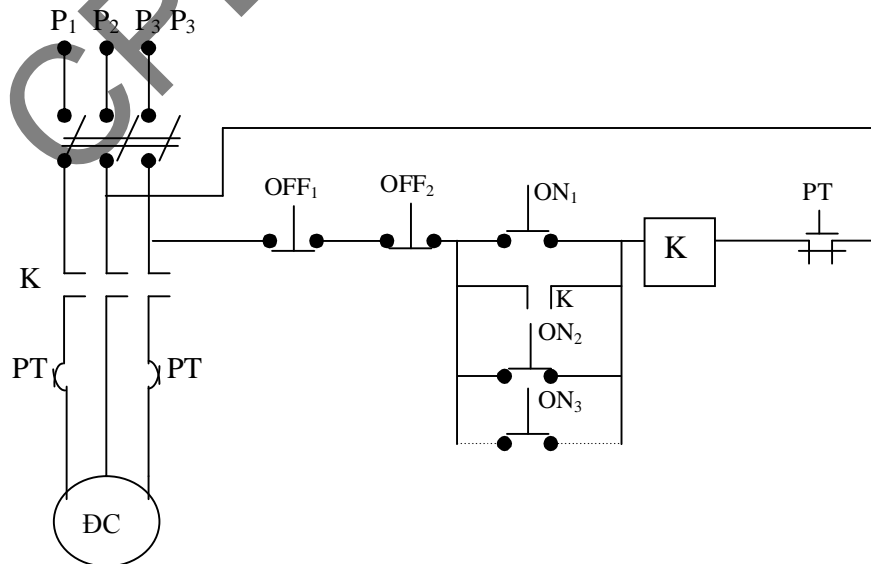 P₁ P₂ P₃ P₃
OFF₁ OFF₂ ON₁ PT
K
K
K
ON₂
PT PT
ON₃
ĐC